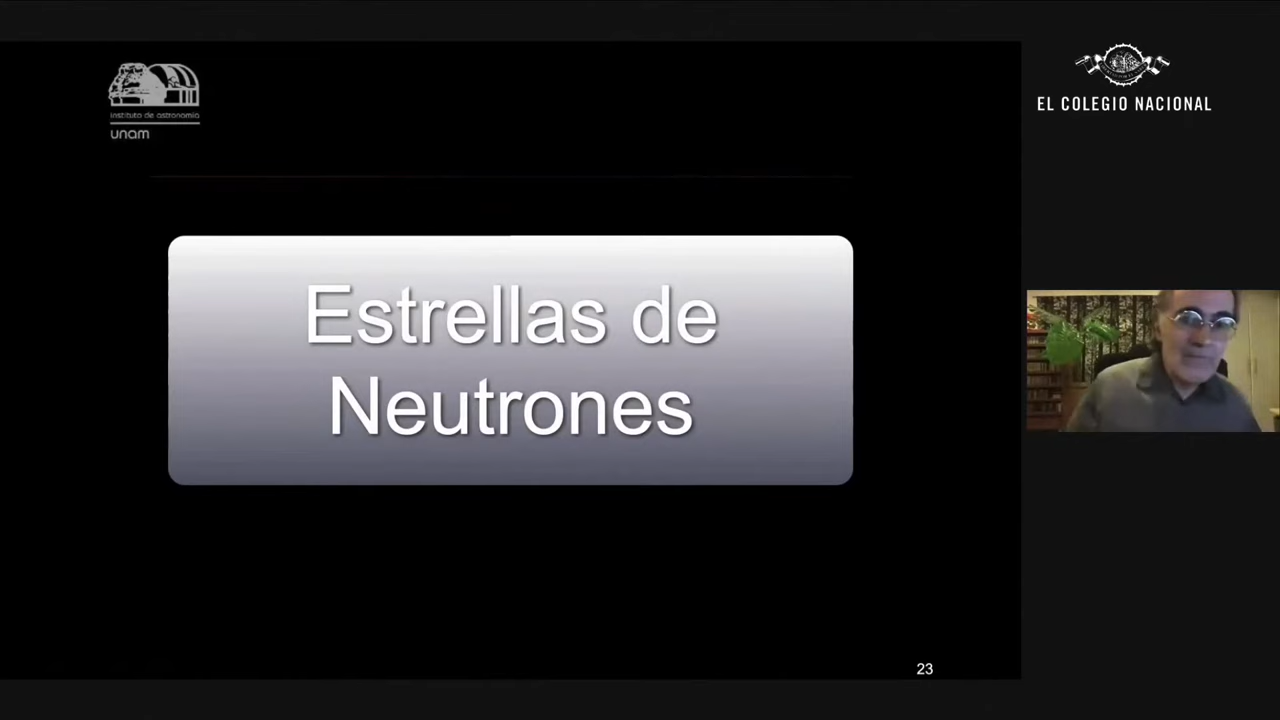 instituto de astronomía
unam
EL COLEGIO NACIONAL
Estrellas de
Neutrones
23